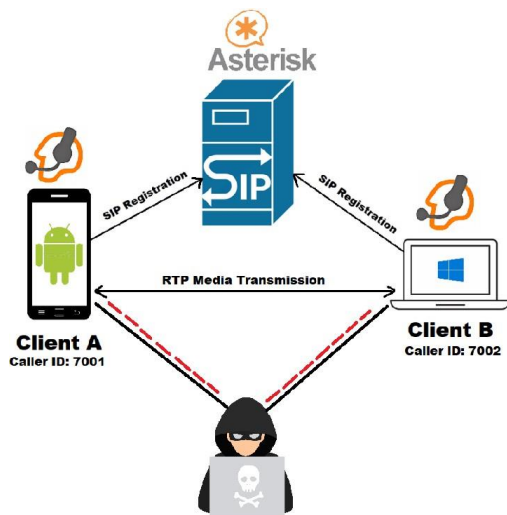 Asterisk
SIP
SIP Registration
SIP Registration
RTP Media Transmission
Client A
Caller ID: 7001
Client B
Caller ID: 7002